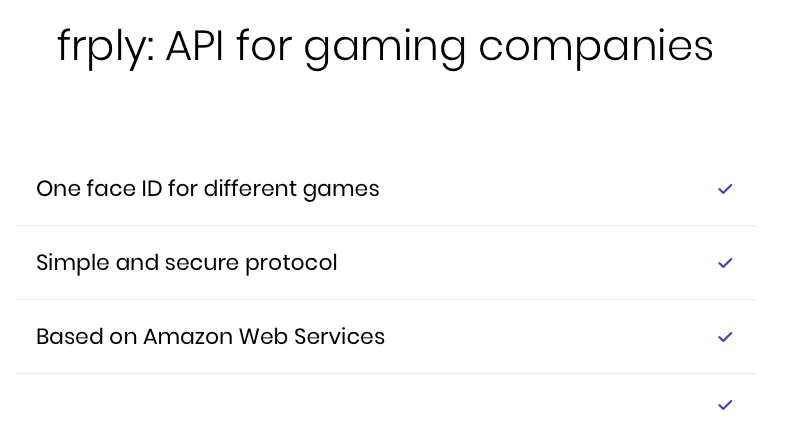 frply: API for gaming companies
One face ID for different games
Simple and secure protocol
Based on Amazon Web Services